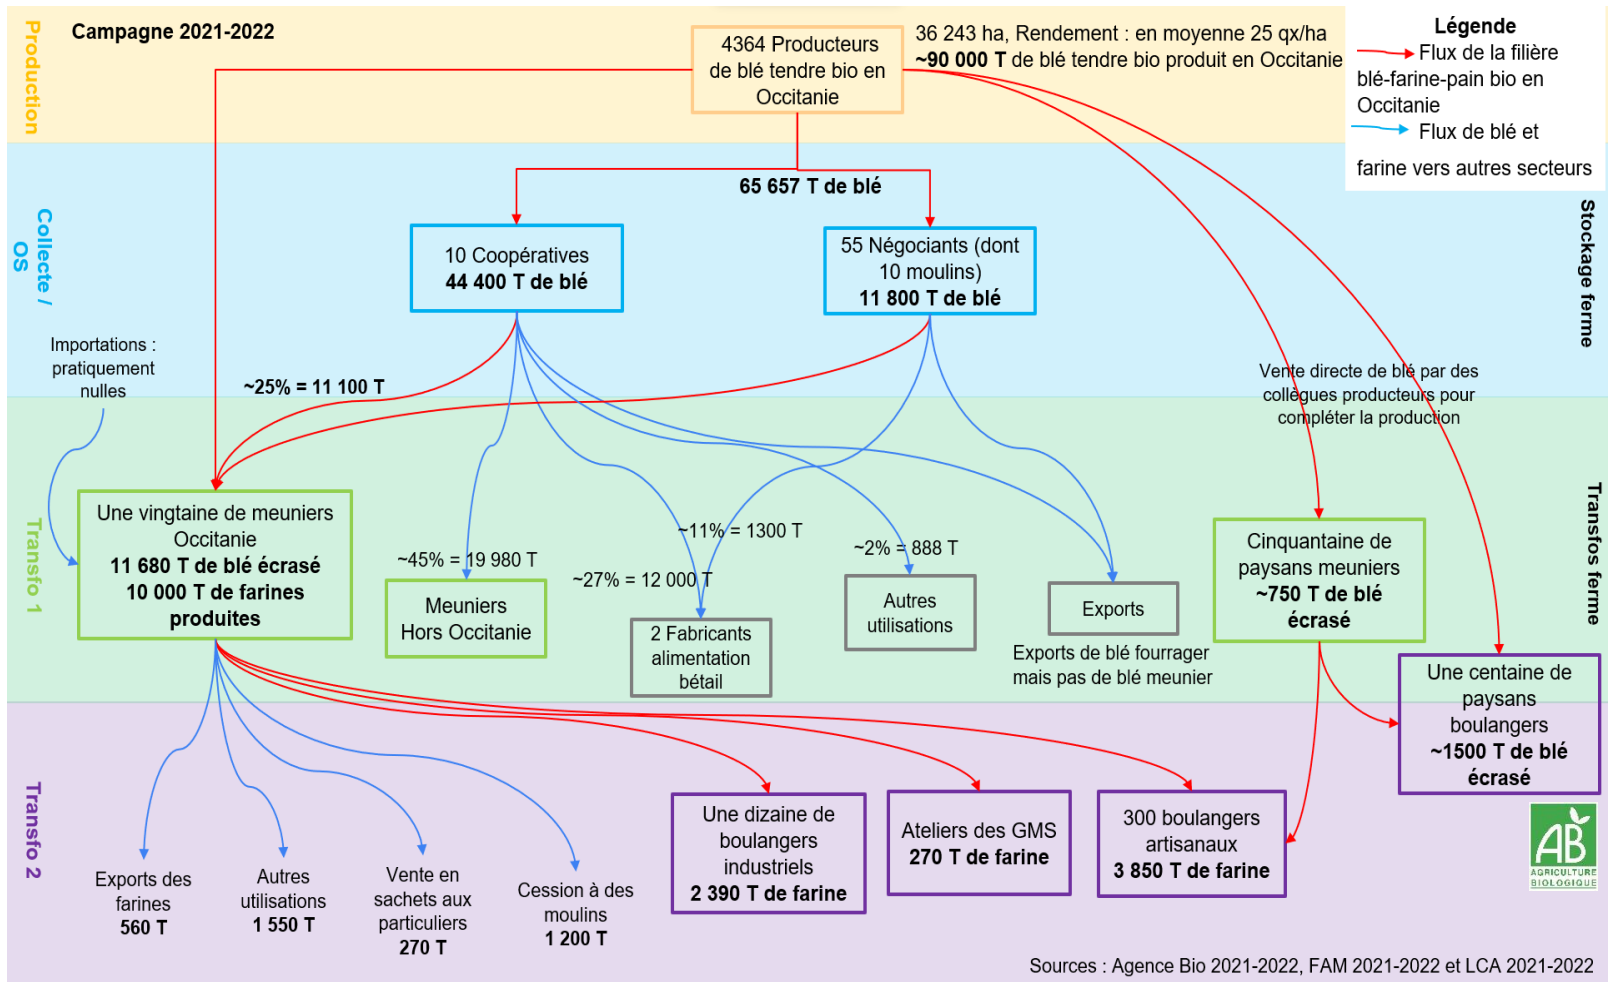 Production
Campagne 2021-2022
4364 Producteurs
de blé tendre bio en
Occitanie
36 243 ha, Rendement : en moyenne 25 qx/ha
~90 000 T de blé tendre bio produit en Occitanie
Légende
Flux de la filière
blé-farine-pain bio en
Occitanie
Flux de blé et
farine vers autres secteurs
Collecte /
OS
65 657 T de blé
10 Coopératives
44 400 T de blé
55 Négociants (dont
10 moulins)
11 800 T de blé
Stockage ferme
Importations :
pratiquement
nulles
~25% = 11 100 T
Vente directe de blé par des
collègues producteurs pour
compléter la production
Transfo 1
Une vingtaine de meuniers
Occitanie
11 680 T de blé écrasé
10 000 T de farines
produites
~45% = 19 980 T
Meuniers
Hors Occitanie
~11% = 1300 T
~27% = 12 000 T
2 Fabricants
alimentation
bétail
~2% = 888 T
Autres
utilisations
Exports
Exports de blé fourrager
mais pas de blé meunier
Cinquantaine de
paysans meuniers
~750 T de blé
écrasé
Transfos ferme
Une centaine de
paysans
boulangers
~1500 T de blé
écrasé
Transfo 2
Exports des
farines
560 T
Autres
utilisations
1 550 T
Vente en
sachets aux
particuliers
270 T
Cession à des
moulins
1 200 T
Une dizaine de
boulangers
industriels
2 390 T de farine
Ateliers des GMS
270 T de farine
300 boulangers
artisanaux
3 850 T de farine
AB
AGRICULTURE
BIOLOGIQUE
Sources : Agence Bio 2021-2022, FAM 2021-2022 et LCA 2021-2022